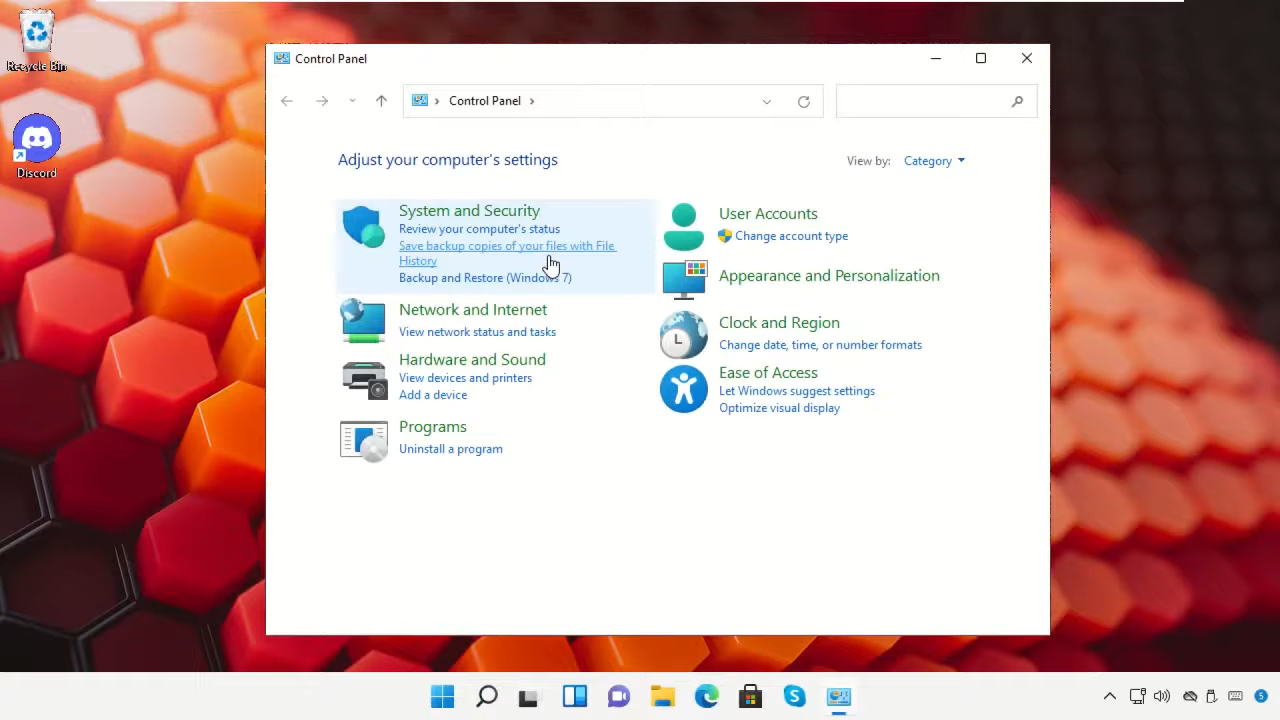 Recycle Bin
Discord
Control Panel
Control Panel
Adjust your computer's settings
View by: Category
System and Security
Review your computer's status
Save backup copies of your files with File
History
Backup and Restore (Windows 7)
Network and Internet
View network status and tasks
Hardware and Sound
View devices and printers
Add a device
Programs
Uninstall a program
User Accounts
Change account type
Appearance and Personalization
Clock and Region
Change date, time, or number formats
Ease of Access
Let Windows suggest settings
Optimize visual display
5